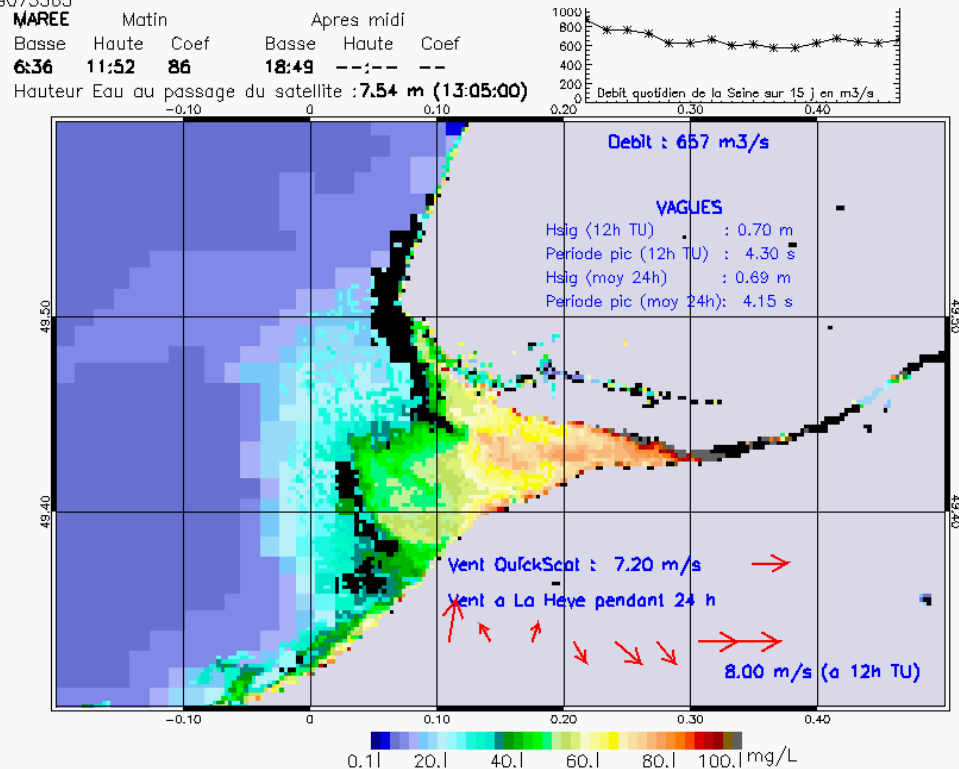 MAREE Matin Apres midi
Basse Haute Coef Basse Haute Coef
6:36 11:52 86 18:49 --:-- --
Hauteur Eau au passage du satellite :7.54 m (13:05:00)
1000
800
600
400
200
0
Debit quotidien de la Seine sur 15 j en m3/s
-0.10 0 0.10 0.20 0.30 0.40
Debit : 657 m3/s
VAGUES
Hsig (12h TU) : 0.70 m
Periode pic (12h TU) : 4.30 s
Hsig (moy 24h) : 0.69 m
Periode pic (moy 24h): 4.15 s
49.50 49.50
49.40 49.40
Vent QuickScat : 7.20 m/s
Vent a La Heve pendant 24 h
8.00 m/s (a 12h TU)
-0.10 0 0.10 0.20 0.30 0.40
0.1| 20.| 40.| 60.| 80.| 100.| mg/L